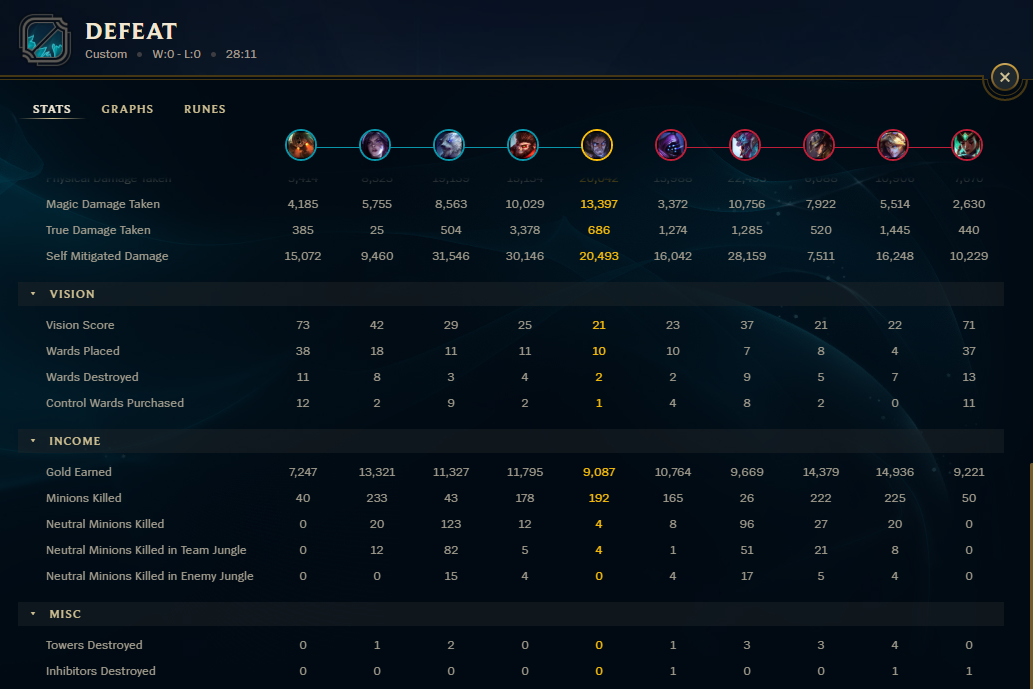 DEFEAT
Custom • W:0 - L:0 • 28:11
STATS GRAPHS RUNES
Physical Damage Taken
Magic Damage Taken 4,185 5,755 8,563 10,029 13,397 3,372 10,756 7,922 5,514 2,630
True Damage Taken 385 25 504 3,378 686 1,274 1,285 520 1,445 440
Self Mitigated Damage 15,072 9,460 31,546 30,146 20,493 16,042 28,159 7,511 16,248 10,229
VISION
Vision Score 73 42 29 25 21 23 37 21 22 71
Wards Placed 38 18 11 11 10 10 7 8 4 37
Wards Destroyed 11 8 3 4 2 2 9 5 7 13
Control Wards Purchased 12 2 9 2 1 4 8 2 0 11
INCOME
Gold Earned 7,247 13,321 11,327 11,795 9,087 10,764 9,669 14,379 14,936 9,221
Minions Killed 40 233 43 178 192 165 26 222 225 50
Neutral Minions Killed 0 20 123 12 4 8 96 27 20 0
Neutral Minions Killed in Team Jungle 0 12 82 5 4 1 51 21 8 0
Neutral Minions Killed in Enemy Jungle 0 0 15 4 0 4 17 5 4 0
MISC
Towers Destroyed 0 1 2 0 0 1 3 3 4 0
Inhibitors Destroyed 0 0 0 0 0 1 0 0 1 1